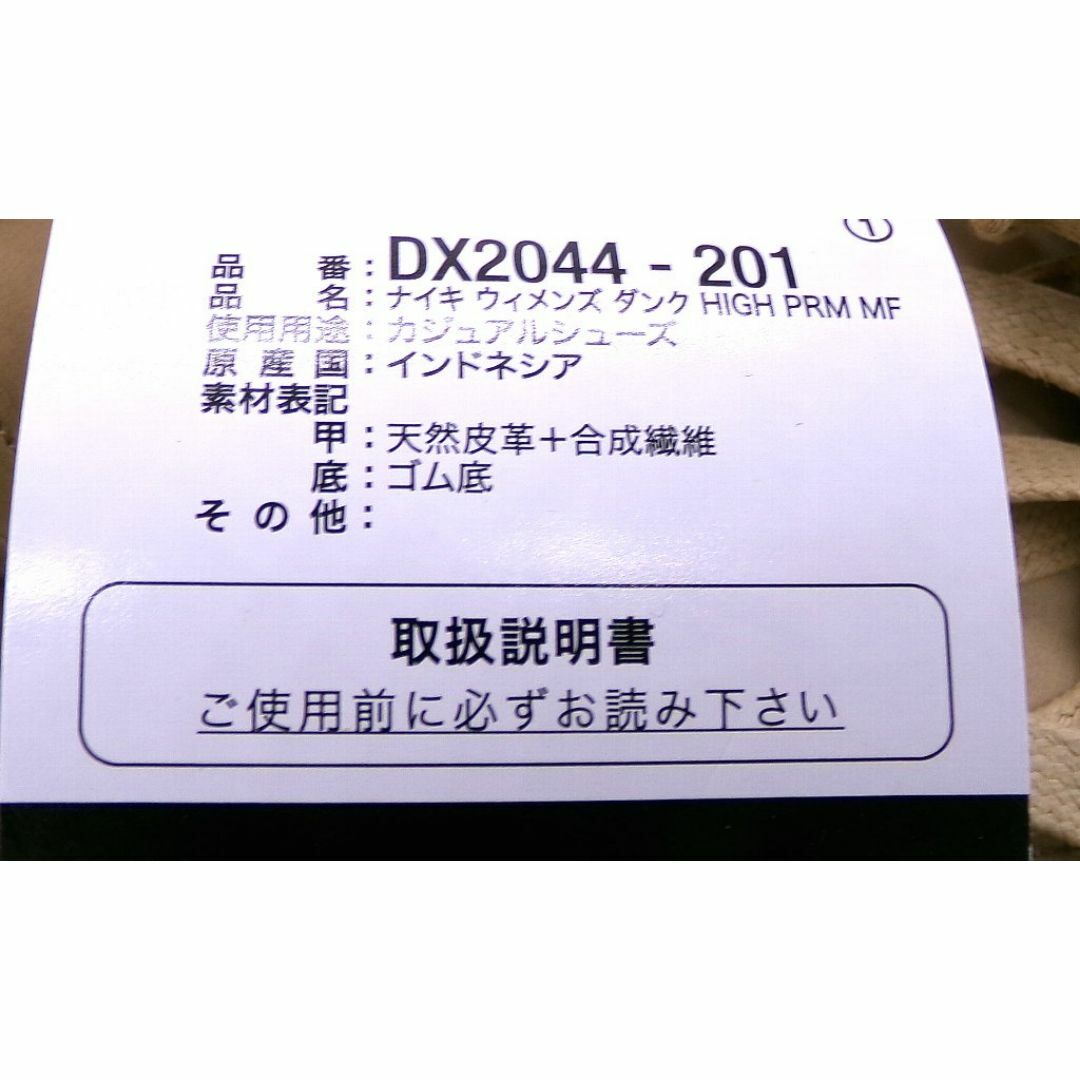 ①
品番：DX2044 - 201
品名：ナイキ ウィメンズ ダンク HIGH PRM MF
使用用途：カジュアルシューズ
原産国：インドネシア
素材表記
甲：天然皮革＋合成繊維
底：ゴム底
その他：
取扱説明書
ご使用前に必ずお読み下さい